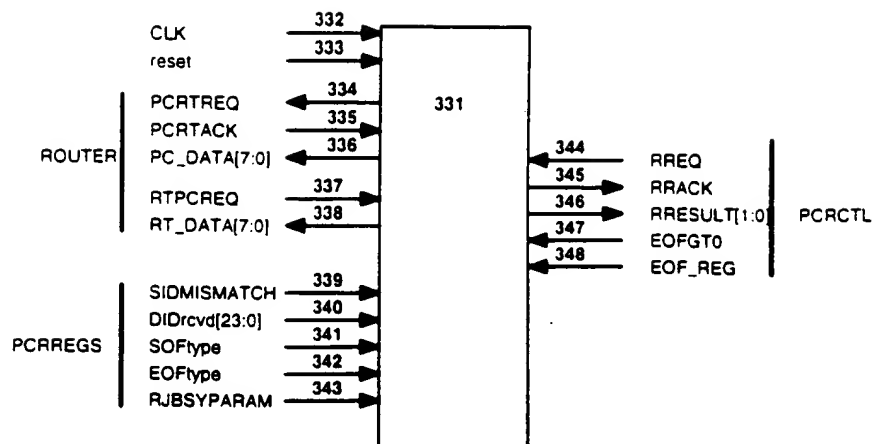 CLK 332
reset 333
ROUTER
PCRTREQ 334
PCRTACK 335
PC_DATA[7:0] 336
RTPCREQ 337
RT_DATA[7:0] 338
PCRREGS
SIDMISMATCH 339
DIDrcvd[23:0] 340
SOFtype 341
EOFtype 342
RJBSYPARAM 343
331
344 RREQ
345 RRACK
346 RRESULT[1:0]
347 EOFGT0
348 EOF_REG
PCRCTL